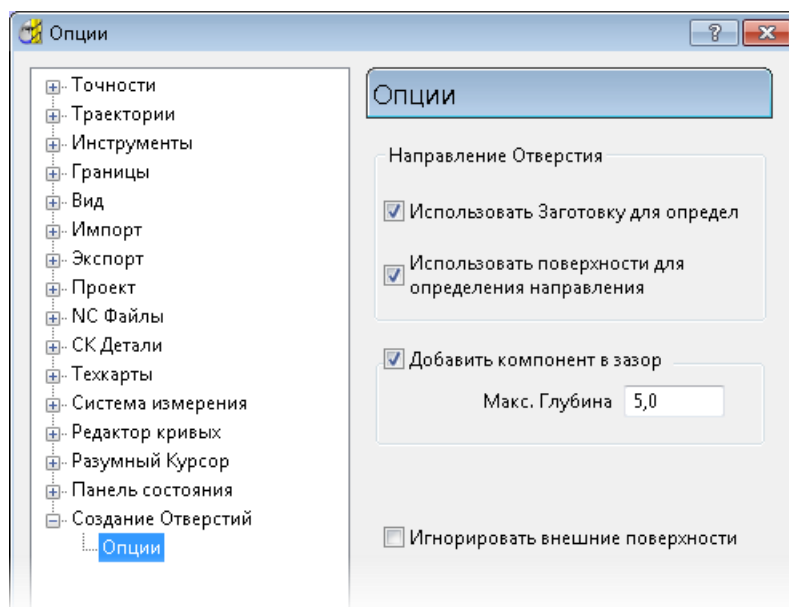 Опции
Точности
Траектории
Инструменты
Границы
Вид
Импорт
Экспорт
Проект
NC Файлы
СК Детали
Техкарты
Система измерения
Редактор кривых
Разумный Курсор
Панель состояния
Создание Отверстий
Опции
Опции
Направление Отверстия
Использовать Заготовку для определ
Использовать поверхности для
определения направления
Добавить компонент в зазор
Макс. Глубина 5,0
Игнорировать внешние поверхности